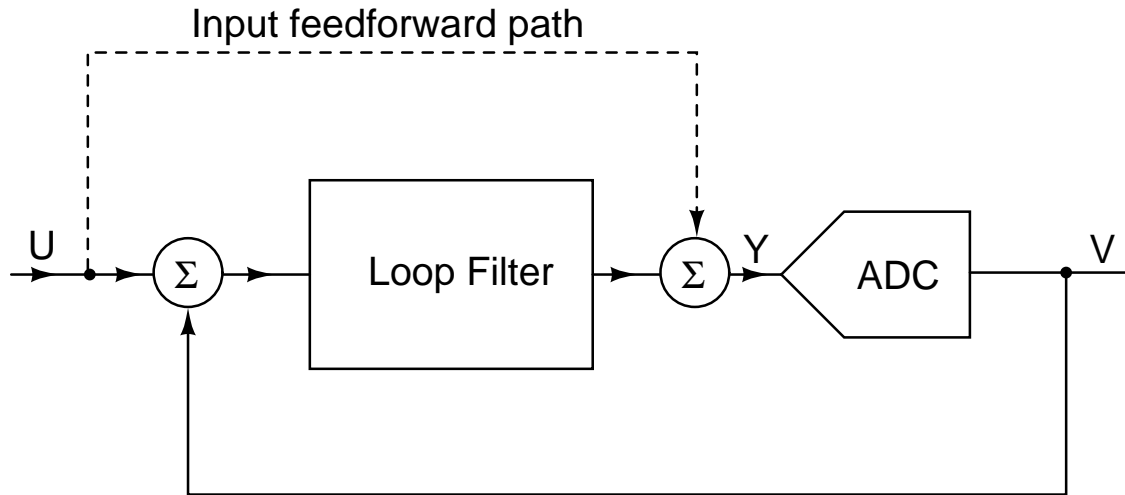 Input feedforward path
U
Σ
Loop Filter
Σ
Y
ADC
V